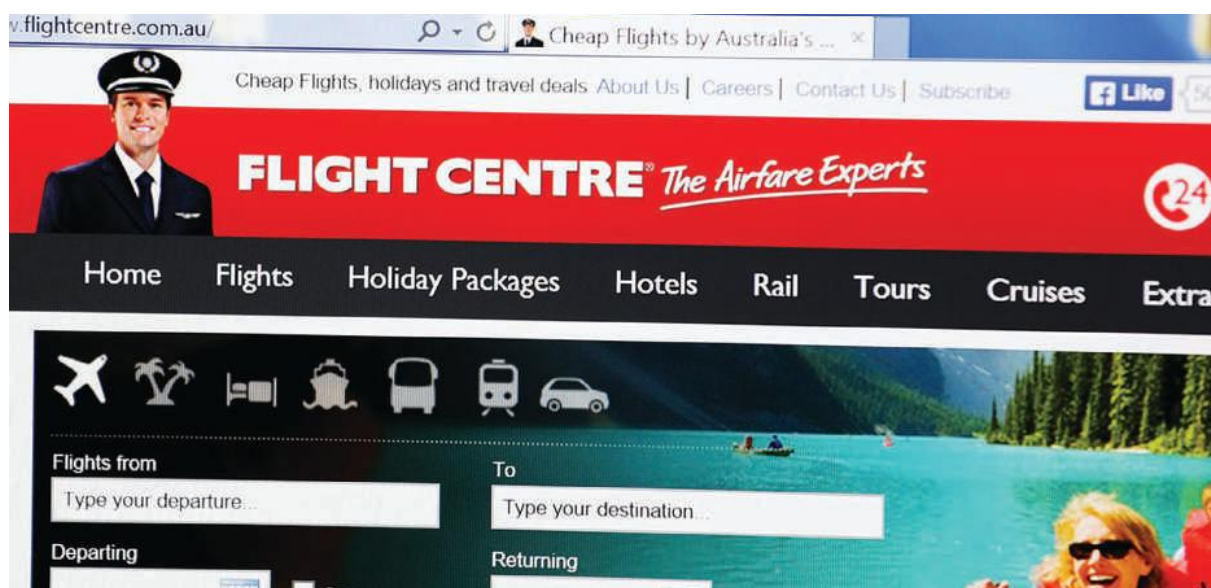 v.flightcentre.com.au/
Cheap Flights by Australia's ...
Cheap Flights, holidays and travel deals About Us | Careers | Contact Us | Subscribe
Like
FLIGHT CENTRE® The Airfare Experts
24
Home Flights Holiday Packages Hotels Rail Tours Cruises Extra
Flights from To
Type your departure... Type your destination...
Departing Returning